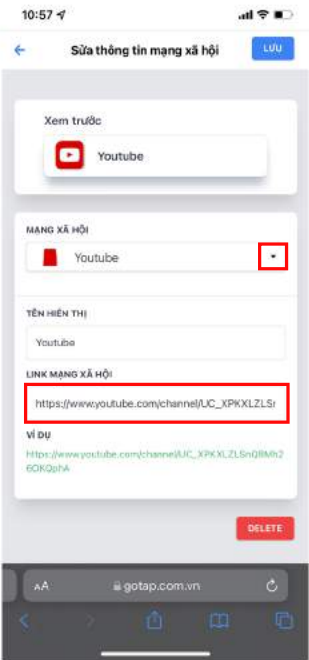 10:57
Sửa thông tin mạng xã hội
LƯU
Xem trước
Youtube
MẠNG XÃ HỘI
Youtube
TÊN HIỂN THỊ
Youtube
LINK MẠNG XÃ HỘI
https://www.youtube.com/channel/UC_XPKXLZLSr
VÍ DỤ
https://www.youtube.com/channel/UC_XPKXLZLSnQRMh2
6OKQphA
DELETE
AA
gotap.com.vn